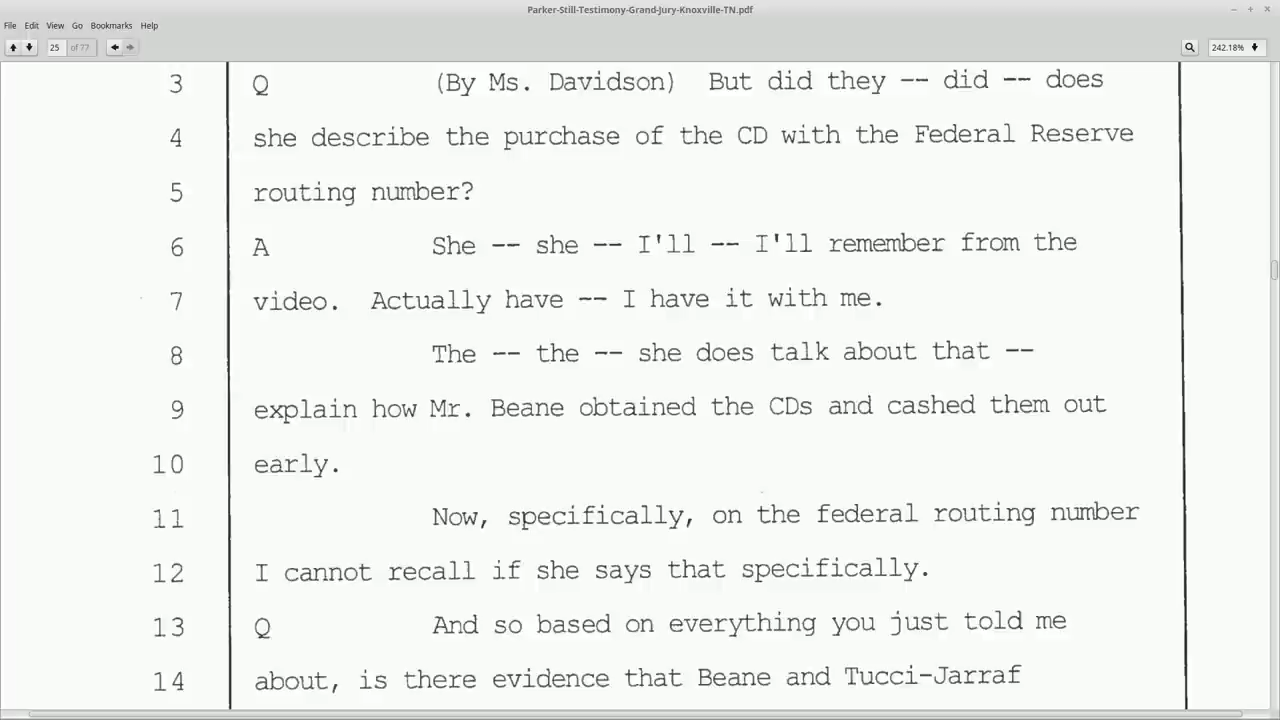 Parker-Still-Testimony-Grand-Jury-Knoxville-TN.pdf
File Edit View Go Bookmarks Help
25 of 77 242.18%
3 Q (By Ms. Davidson) But did they -- did -- does
4 she describe the purchase of the CD with the Federal Reserve
5 routing number?
6 A She -- she -- I'll -- I'll remember from the
7 video. Actually have -- I have it with me.
8 The -- the -- she does talk about that --
9 explain how Mr. Beane obtained the CDs and cashed them out
10 early.
11 Now, specifically, on the federal routing number
12 I cannot recall if she says that specifically.
13 Q And so based on everything you just told me
14 about, is there evidence that Beane and Tucci-Jarraf